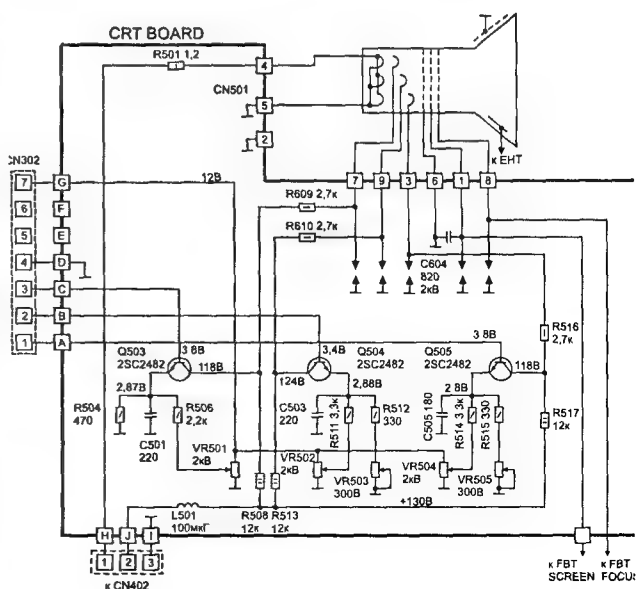 CRT BOARD
R501 1,2
4
CN501
5
2
к EHT
CN302
7
G
12В
7
9
3
6
1
8
6
F
R609 2,7к
5
E
R610 2,7к
4
D
C604
820
2кВ
3
C
2
B
1
A
R516
2,7к
Q503
2SC2482
3 8В
118В
3,4В
Q504
2SC2482
Q505
2SC2482
3 8В
118В
124В
2,87В
2,88В
2 8В
R504
470
C501
220
R506
2,2к
C503
220
R511 3,3к
R512
330
C505 180
R514 3,3к
R515 330
R517
12к
VR501
2кВ
VR502
2кВ
VR503
300В
VR504
2кВ
VR505
300В
+130В
L501
100мкГ
R508
12к
R513
12к
H
J
I
1
2
3
к CN402
к FBT
SCREEN
к FBT
FOCUS